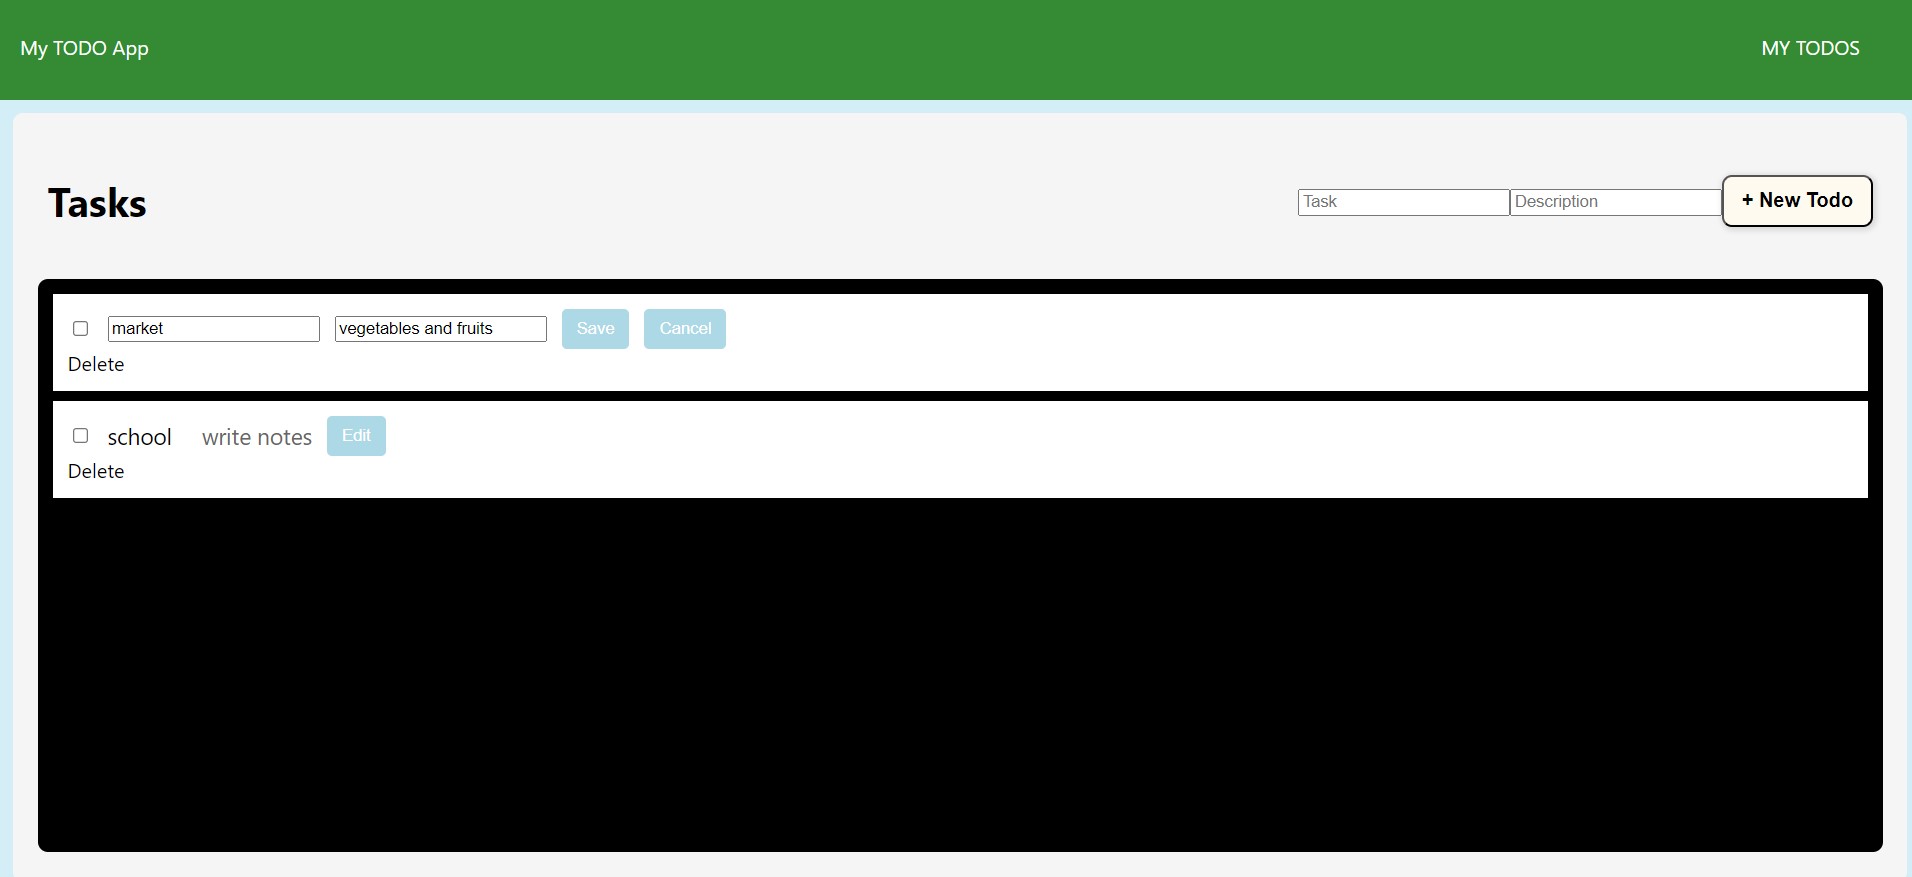 My TODO App MY TODOS
Tasks Task Description + New Todo
market vegetables and fruits Save Cancel
Delete
school write notes Edit
Delete